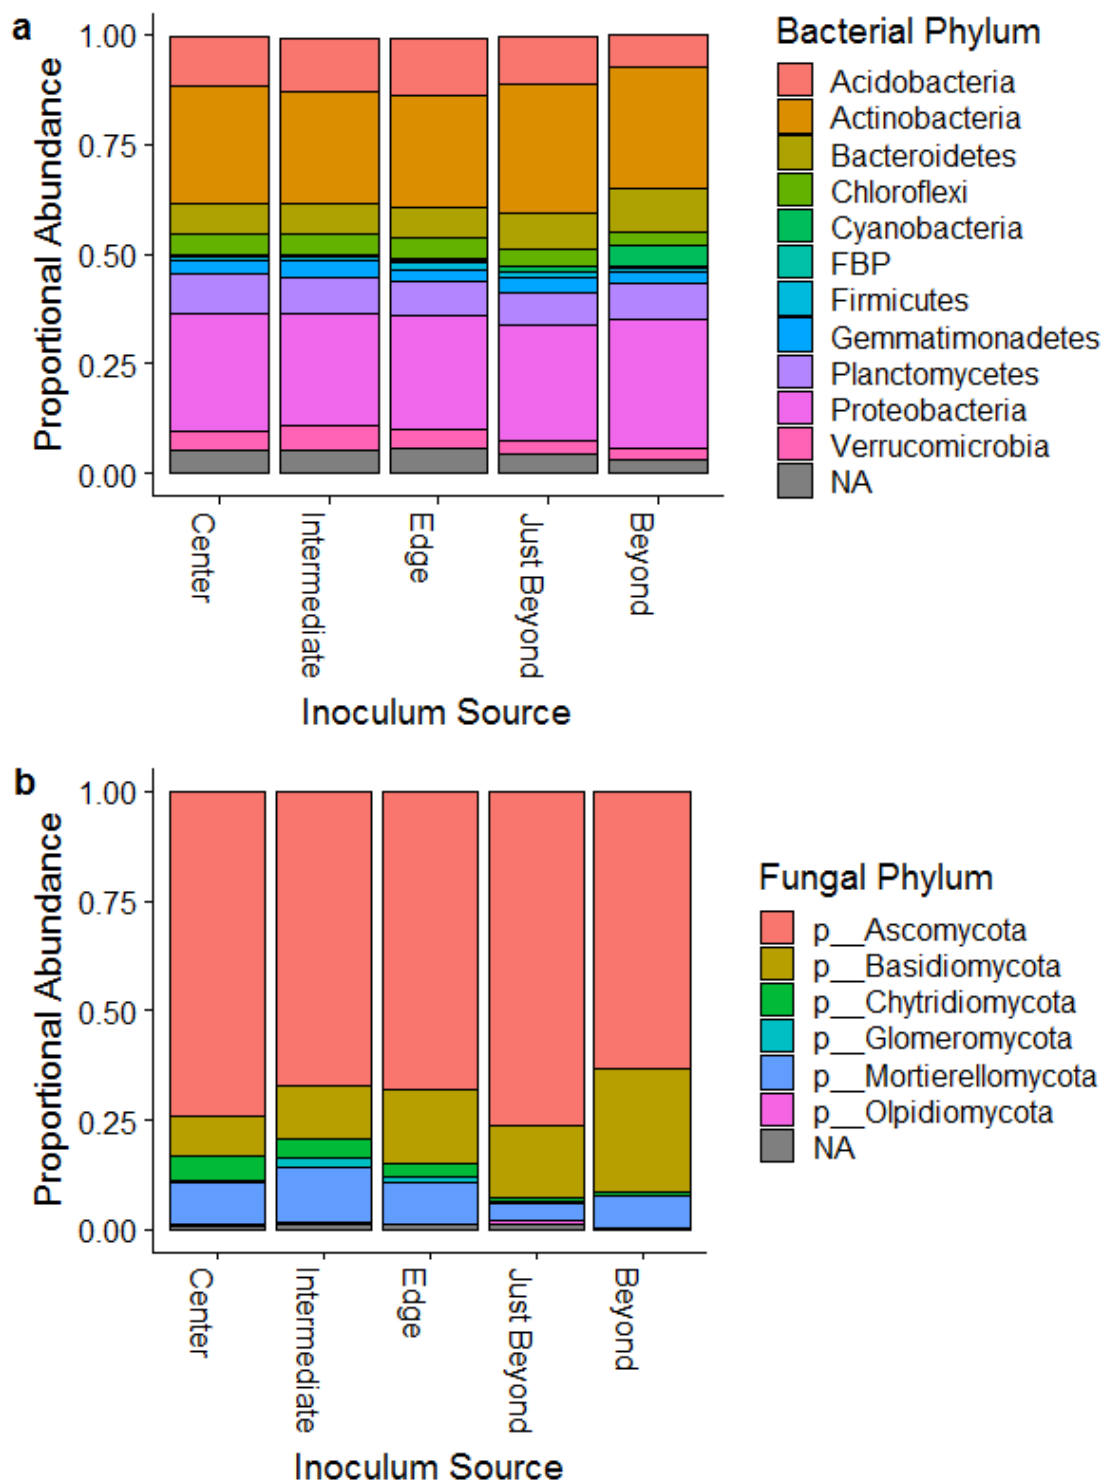 a
Proportional Abundance
1.00
0.75
0.50
0.25
0.00
Center
Intermediate
Edge
Just Beyond
Beyond
Inoculum Source
Bacterial Phylum
Acidobacteria
Actinobacteria
Bacteroidetes
Chloroflexi
Cyanobacteria
FBP
Firmicutes
Gemmatimonadetes
Planctomycetes
Proteobacteria
Verrucomicrobia
NA
b
Proportional Abundance
1.00
0.75
0.50
0.25
0.00
Center
Intermediate
Edge
Just Beyond
Beyond
Inoculum Source
Fungal Phylum
p__Ascomycota
p__Basidiomycota
p__Chytridiomycota
p__Glomeromycota
p__Mortierellomycota
p__Olpidiomycota
NA